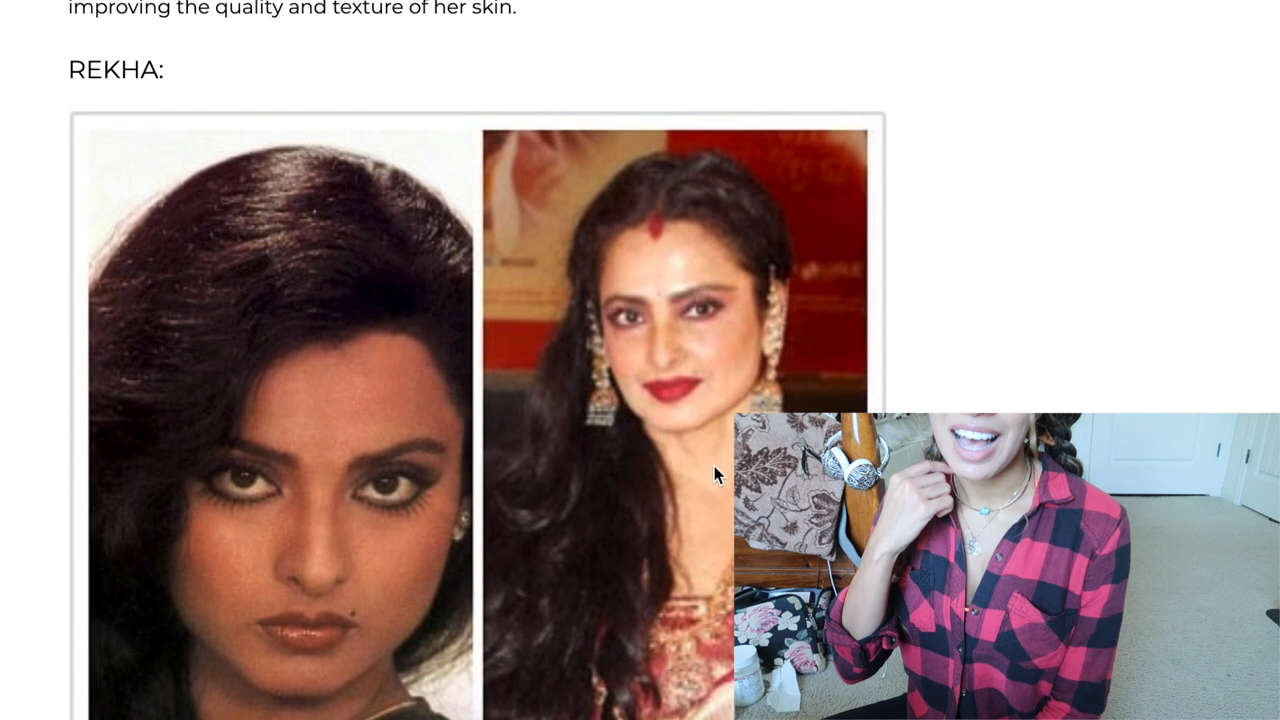 improving the quality and texture of her skin.
REKHA: